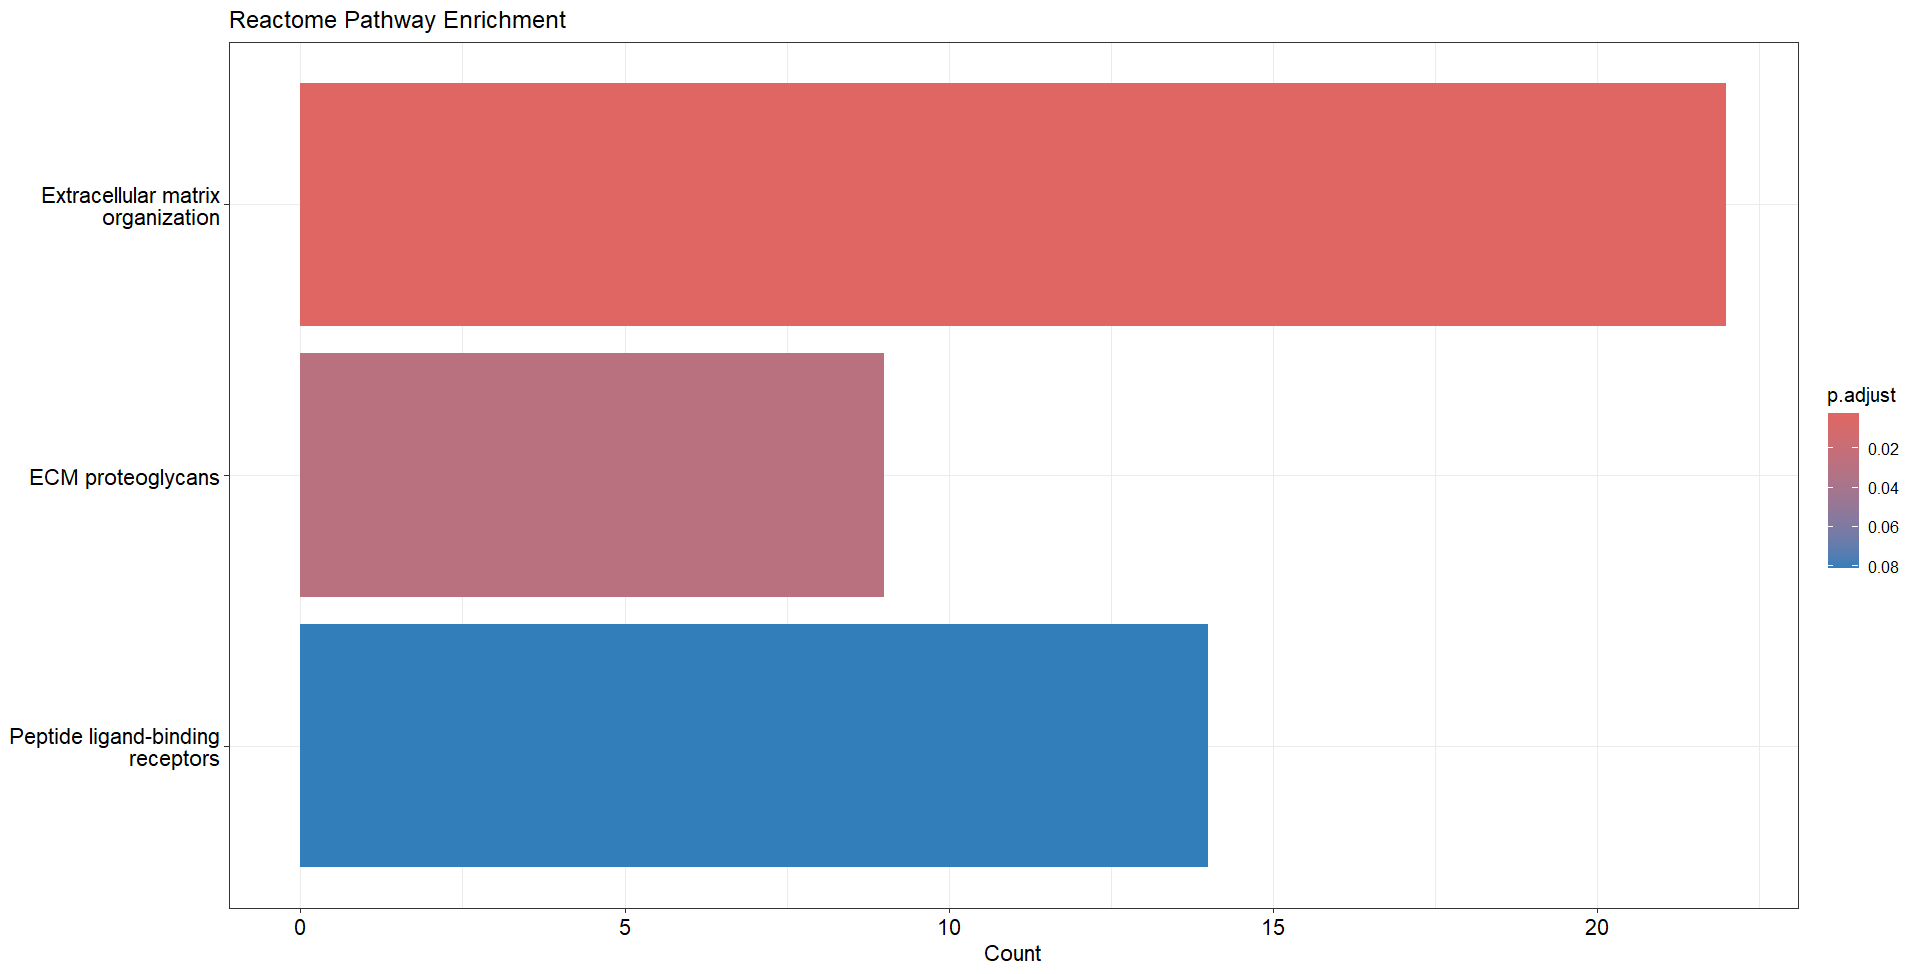 Reactome Pathway Enrichment
Extracellular matrix
organization
ECM proteoglycans
Peptide ligand-binding
receptors
0
5
10
15
20
Count
p.adjust
0.02
0.04
0.06
0.08